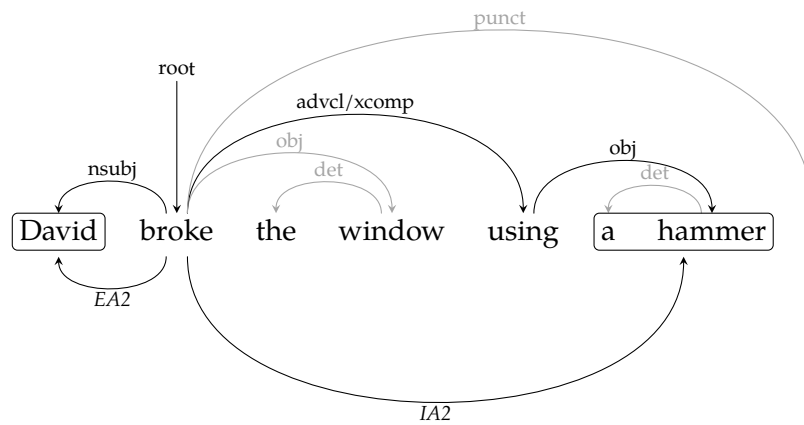 punct
root
advcl/xcomp
obj
obj
nsubj
det
det
David broke the window using a hammer
EA2
IA2